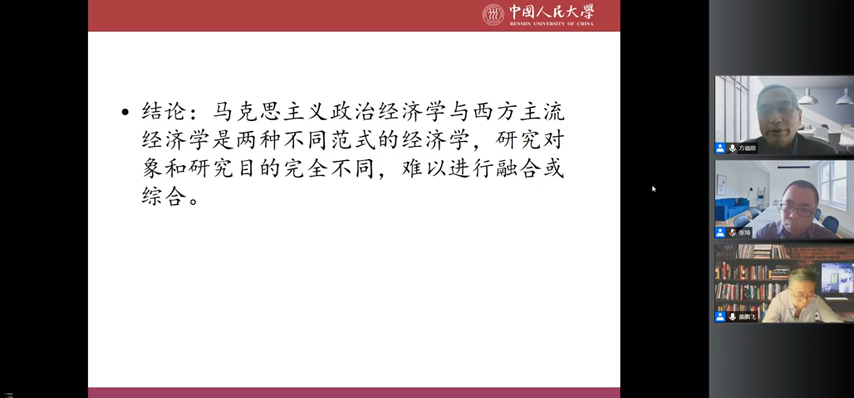 中国人民大学
RENMIN UNIVERSITY OF CHINA
• 结论：马克思主义政治经济学与西方主流
经济学是两种不同范式的经济学，研究对
象和研究目的完全不同，难以进行融合或
综合。
张琦